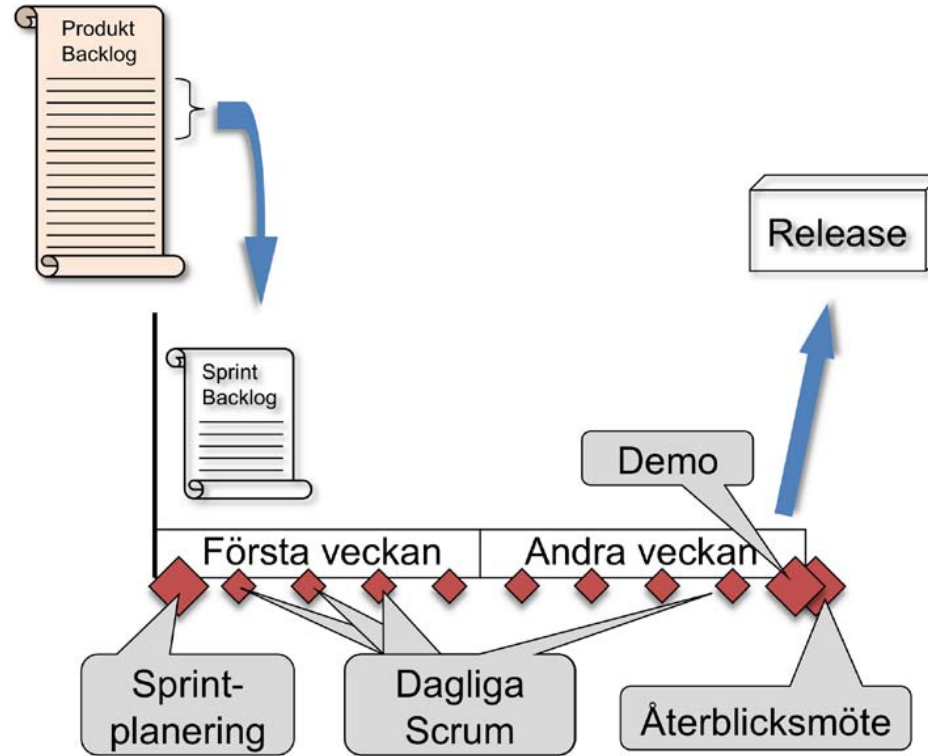 Produkt
Backlog
Release
Sprint
Backlog
Demo
Första veckan
Andra veckan
Sprint-
planering
Dagliga
Scrum
Återblicksmöte